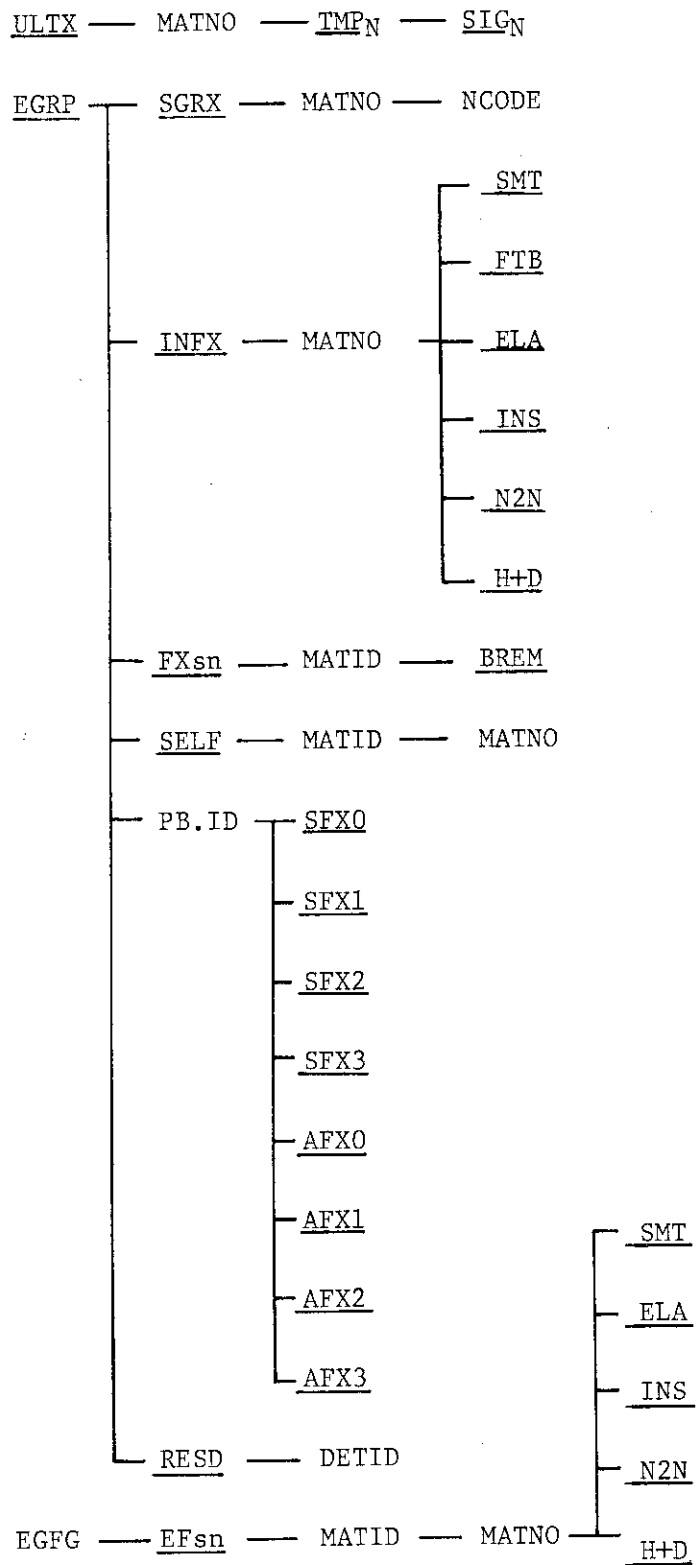 ULTX MATNO TMP_N SIG_N
EGRP SGRX MATNO NCODE
SMT
FTB
INFX MATNO ELA
INS
N2N
H+D
FXsn MATID BREM
SELF MATID MATNO
PB.ID SFX0
SFX1
SFX2
SFX3
AFX0
AFX1
SMT
AFX2
ELA
AFX3
INS
RESD DETID
N2N
EGFG EFsn MATID MATNO H+D